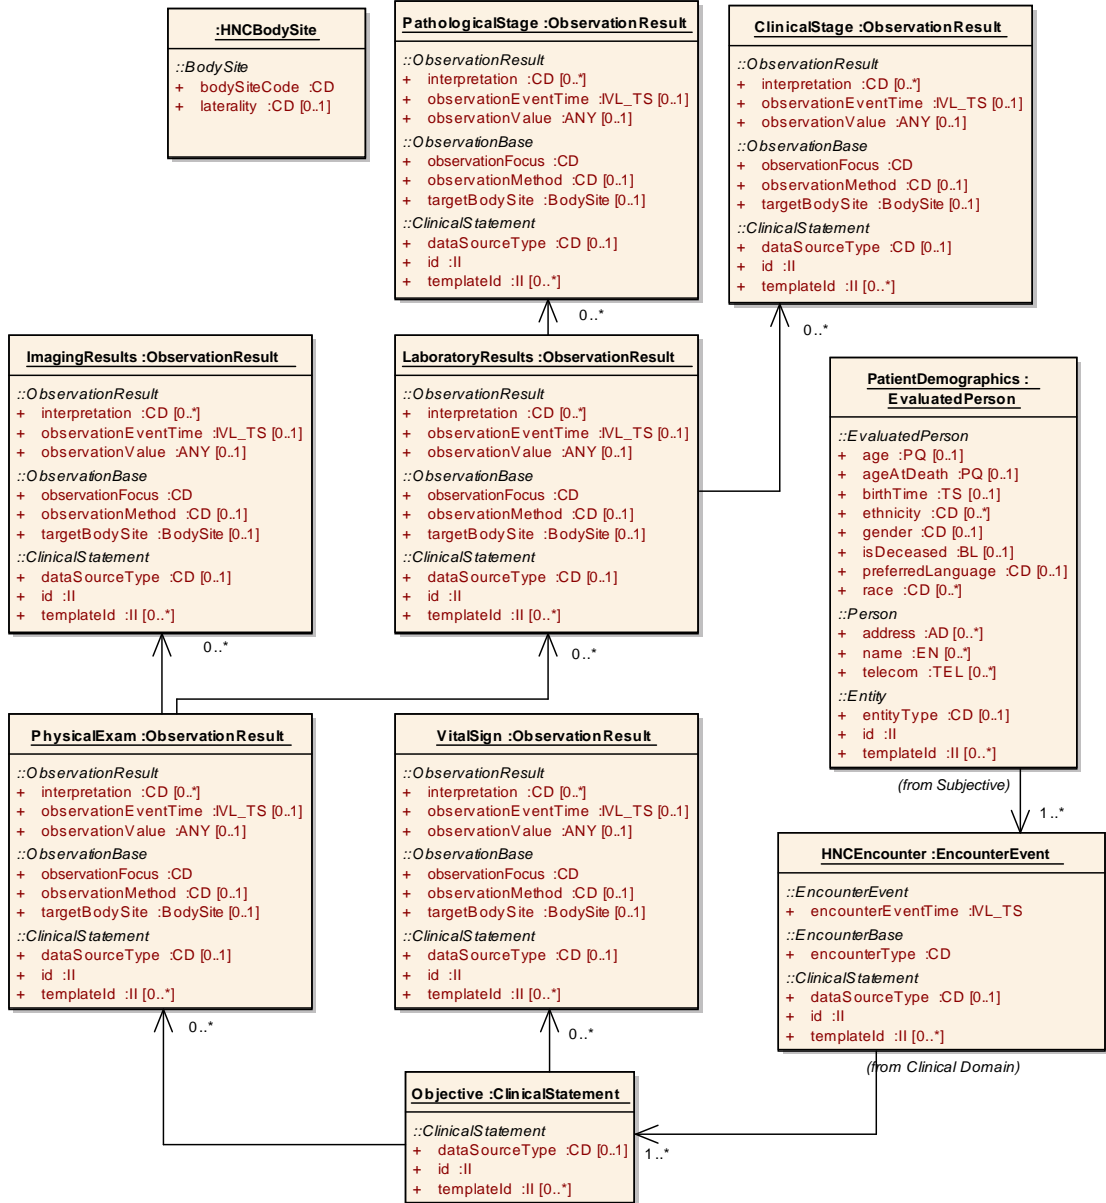 :HNCBodySite
::BodySite
+ bodySiteCode :CD
+ laterality :CD [0..1]
PathologicalStage :ObservationResult
::ObservationResult
+ interpretation :CD [0..*]
+ observationEventTime :IVL_TS [0..1]
+ observationValue :ANY [0..1]
::ObservationBase
+ observationFocus :CD
+ observationMethod :CD [0..1]
+ targetBodySite :BodySite [0..1]
::ClinicalStatement
+ dataSourceType :CD [0..1]
+ id :II
+ templateId :II [0..*]
0..*
ClinicalStage :ObservationResult
::ObservationResult
+ interpretation :CD [0..*]
+ observationEventTime :IVL_TS [0..1]
+ observationValue :ANY [0..1]
::ObservationBase
+ observationFocus :CD
+ observationMethod :CD [0..1]
+ targetBodySite :BodySite [0..1]
::ClinicalStatement
+ dataSourceType :CD [0..1]
+ id :II
+ templateId :II [0..*]
0..*
ImagingResults :ObservationResult
::ObservationResult
+ interpretation :CD [0..*]
+ observationEventTime :IVL_TS [0..1]
+ observationValue :ANY [0..1]
::ObservationBase
+ observationFocus :CD
+ observationMethod :CD [0..1]
+ targetBodySite :BodySite [0..1]
::ClinicalStatement
+ dataSourceType :CD [0..1]
+ id :II
+ templateId :II [0..*]
0..*
LaboratoryResults :ObservationResult
::ObservationResult
+ interpretation :CD [0..*]
+ observationEventTime :IVL_TS [0..1]
+ observationValue :ANY [0..1]
::ObservationBase
+ observationFocus :CD
+ observationMethod :CD [0..1]
+ targetBodySite :BodySite [0..1]
::ClinicalStatement
+ dataSourceType :CD [0..1]
+ id :II
+ templateId :II [0..*]
0..*
PatientDemographics :
EvaluatedPerson
::EvaluatedPerson
+ age :PQ [0..1]
+ ageAtDeath :PQ [0..1]
+ birthTime :TS [0..1]
+ ethnicity :CD [0..*]
+ gender :CD [0..1]
+ isDeceased :BL [0..1]
+ preferredLanguage :CD [0..1]
+ race :CD [0..*]
::Person
+ address :AD [0..*]
+ name :EN [0..*]
+ telecom :TEL [0..*]
::Entity
+ entityType :CD [0..1]
+ id :II
+ templateId :II [0..*]
(from Subjective)
1..*
PhysicalExam :ObservationResult
::ObservationResult
+ interpretation :CD [0..*]
+ observationEventTime :IVL_TS [0..1]
+ observationValue :ANY [0..1]
::ObservationBase
+ observationFocus :CD
+ observationMethod :CD [0..1]
+ targetBodySite :BodySite [0..1]
::ClinicalStatement
+ dataSourceType :CD [0..1]
+ id :II
+ templateId :II [0..*]
0..*
VitalSign :ObservationResult
::ObservationResult
+ interpretation :CD [0..*]
+ observationEventTime :IVL_TS [0..1]
+ observationValue :ANY [0..1]
::ObservationBase
+ observationFocus :CD
+ observationMethod :CD [0..1]
+ targetBodySite :BodySite [0..1]
::ClinicalStatement
+ dataSourceType :CD [0..1]
+ id :II
+ templateId :II [0..*]
0..*
HNCEncounter :EncounterEvent
::EncounterEvent
+ encounterEventTime :IVL_TS
::EncounterBase
+ encounterType :CD
::ClinicalStatement
+ dataSourceType :CD [0..1]
+ id :II
+ templateId :II [0..*]
(from Clinical Domain)
Objective :ClinicalStatement
::ClinicalStatement
+ dataSourceType :CD [0..1]
+ id :II
+ templateId :II [0..*]
1..*